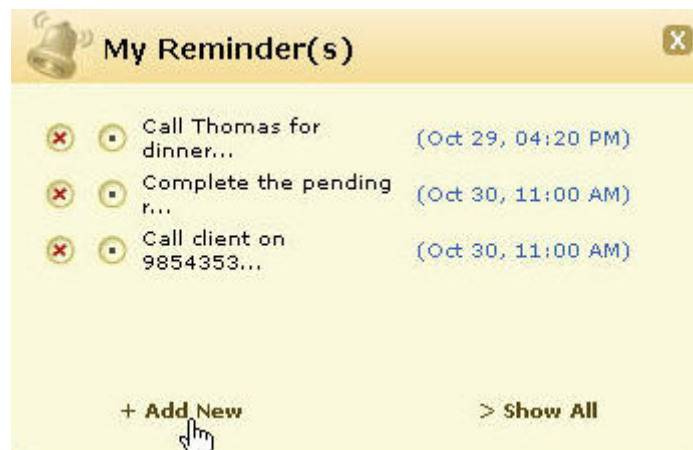 My Reminder(s)
X
Call Thomas for
dinner...
(Oct 29, 04:20 PM)
Complete the pending
r...
(Oct 30, 11:00 AM)
Call client on
9854353...
(Oct 30, 11:00 AM)
+ Add New
> Show All